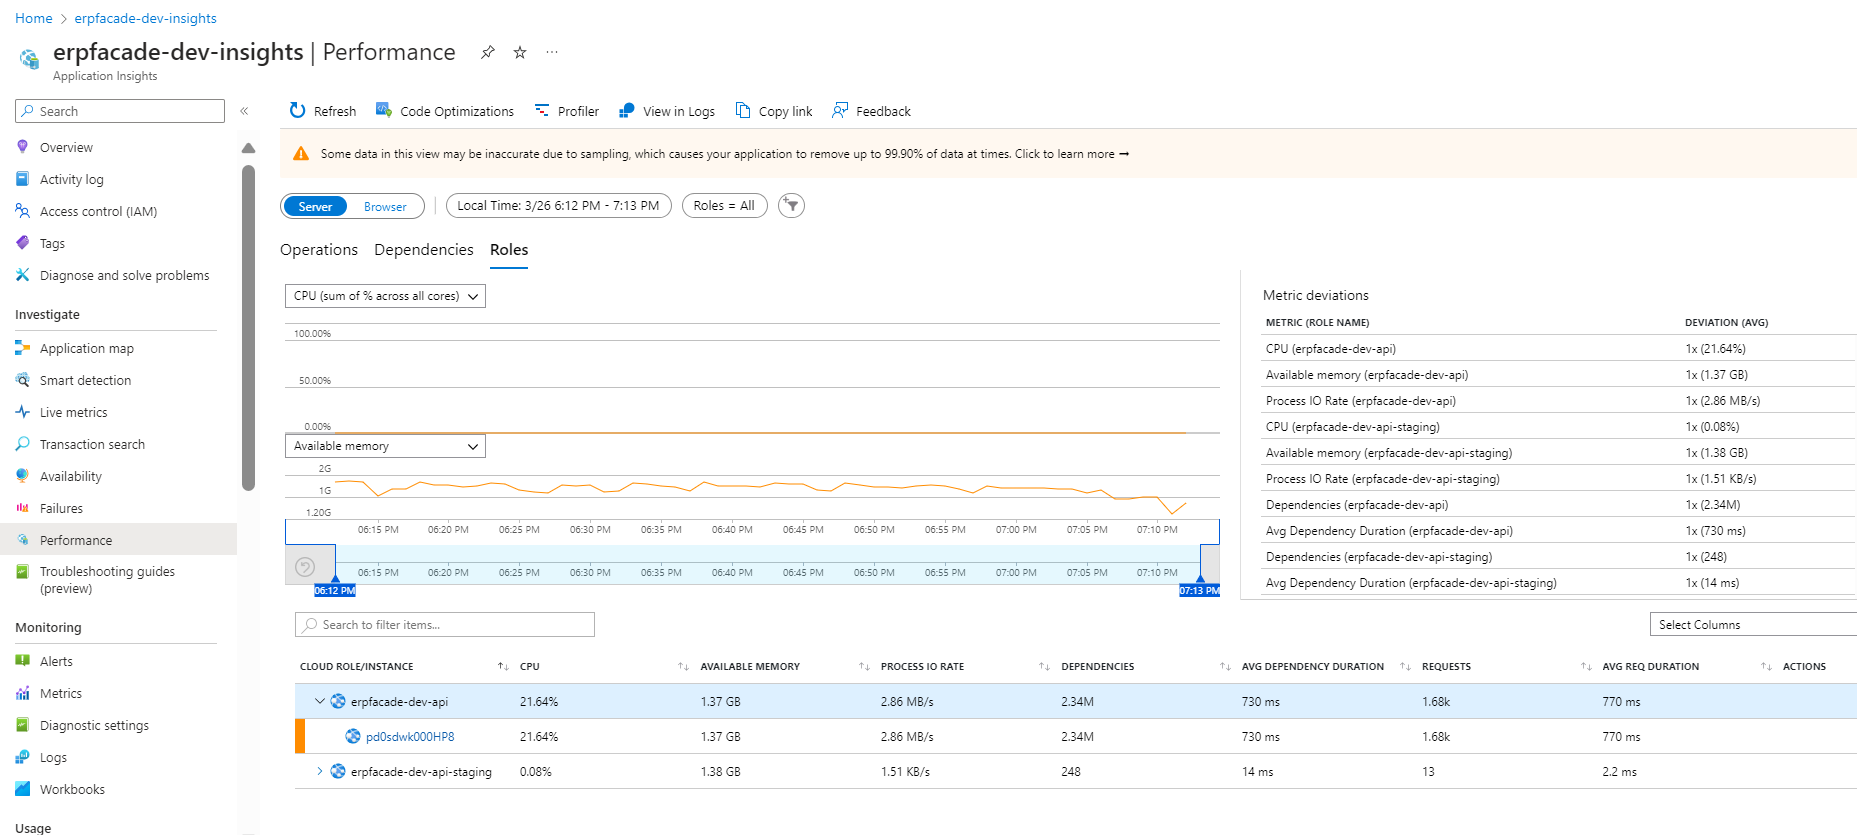 Home > erpfacade-dev-insights
erpfacade-dev-insights | Performance ...
Application Insights
Search «
Overview
Activity log
Access control (IAM)
Tags
Diagnose and solve problems
Investigate
Application map
Smart detection
Live metrics
Transaction search
Availability
Failures
Performance
Troubleshooting guides
(preview)
Monitoring
Alerts
Metrics
Diagnostic settings
Logs
Workbooks
Usage
Refresh Code Optimizations Profiler View in Logs Copy link Feedback
Some data in this view may be inaccurate due to sampling, which causes your application to remove up to 99.90% of data at times. Click to learn more →
Server Browser Local Time: 3/26 6:12 PM - 7:13 PM Roles = All
Operations Dependencies Roles
CPU (sum of % across all cores)
100.00%
50.00%
0.00%
Available memory
2G
1G
1.20G
06:15 PM 06:20 PM 06:25 PM 06:30 PM 06:35 PM 06:40 PM 06:45 PM 06:50 PM 06:55 PM 07:00 PM 07:05 PM 07:10 PM
06:15 PM 06:20 PM 06:25 PM 06:30 PM 06:35 PM 06:40 PM 06:45 PM 06:50 PM 06:55 PM 07:00 PM 07:05 PM 07:10 PM
06:12 PM 07:13 PM
Metric deviations
METRIC (ROLE NAME) DEVIATION (AVG)
CPU (erpfacade-dev-api) 1x (21.64%)
Available memory (erpfacade-dev-api) 1x (1.37 GB)
Process IO Rate (erpfacade-dev-api) 1x (2.86 MB/s)
CPU (erpfacade-dev-api-staging) 1x (0.08%)
Available memory (erpfacade-dev-api-staging) 1x (1.38 GB)
Process IO Rate (erpfacade-dev-api-staging) 1x (1.51 KB/s)
Dependencies (erpfacade-dev-api) 1x (2.34M)
Avg Dependency Duration (erpfacade-dev-api) 1x (730 ms)
Dependencies (erpfacade-dev-api-staging) 1x (248)
Avg Dependency Duration (erpfacade-dev-api-staging) 1x (14 ms)
Search to filter items... Select Columns
CLOUD ROLE/INSTANCE CPU AVAILABLE MEMORY PROCESS IO RATE DEPENDENCIES AVG DEPENDENCY DURATION REQUESTS AVG REQ DURATION ACTIONS
erpfacade-dev-api 21.64% 1.37 GB 2.86 MB/s 2.34M 730 ms 1.68k 770 ms
pd0sdwk000HP8 21.64% 1.37 GB 2.86 MB/s 2.34M 730 ms 1.68k 770 ms
erpfacade-dev-api-staging 0.08% 1.38 GB 1.51 KB/s 248 14 ms 13 2.2 ms